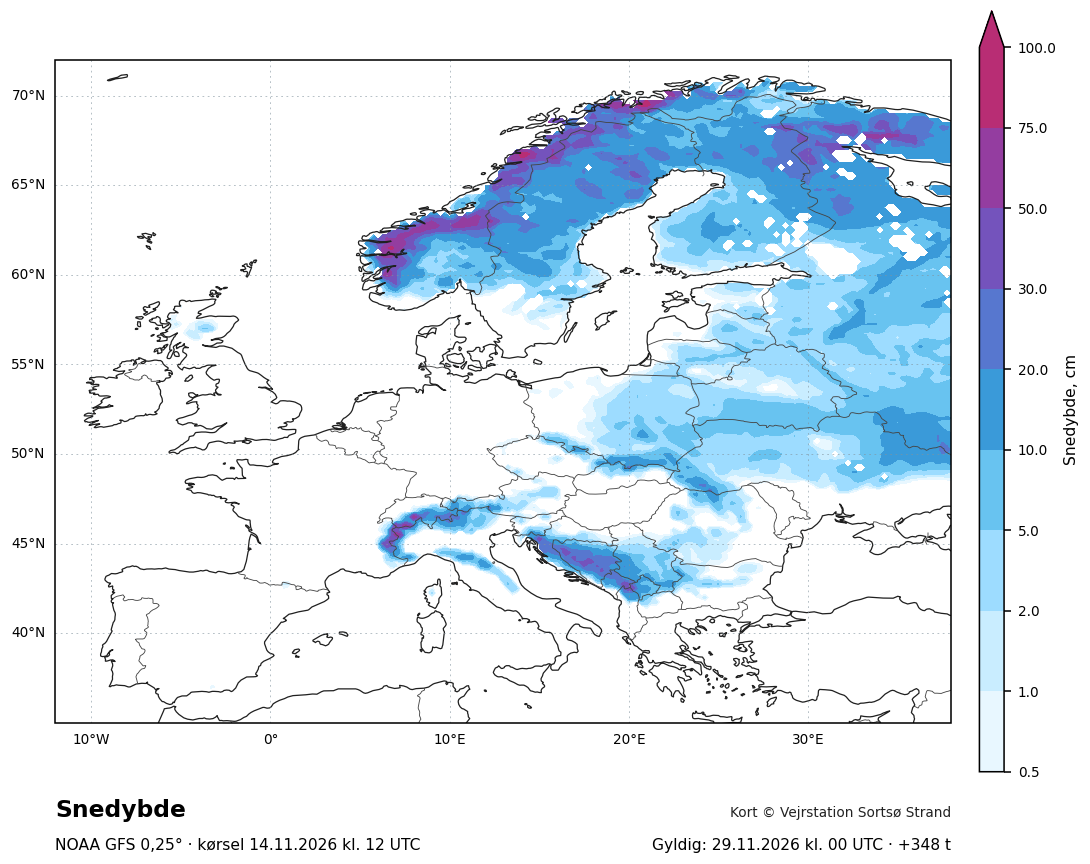 100.0
75.0
50.0
30.0
20.0
10.0
5.0
2.0
1.0
0.5
Snedybde, cm
70°N
65°N
60°N
55°N
50°N
45°N
40°N
10°W
0°
10°E
20°E
30°E
Snedybde
Kort © Vejrstation Sortsø Strand
NOAA GFS 0,25° · kørsel 14.11.2026 kl. 12 UTC
Gyldig: 29.11.2026 kl. 00 UTC · +348 t